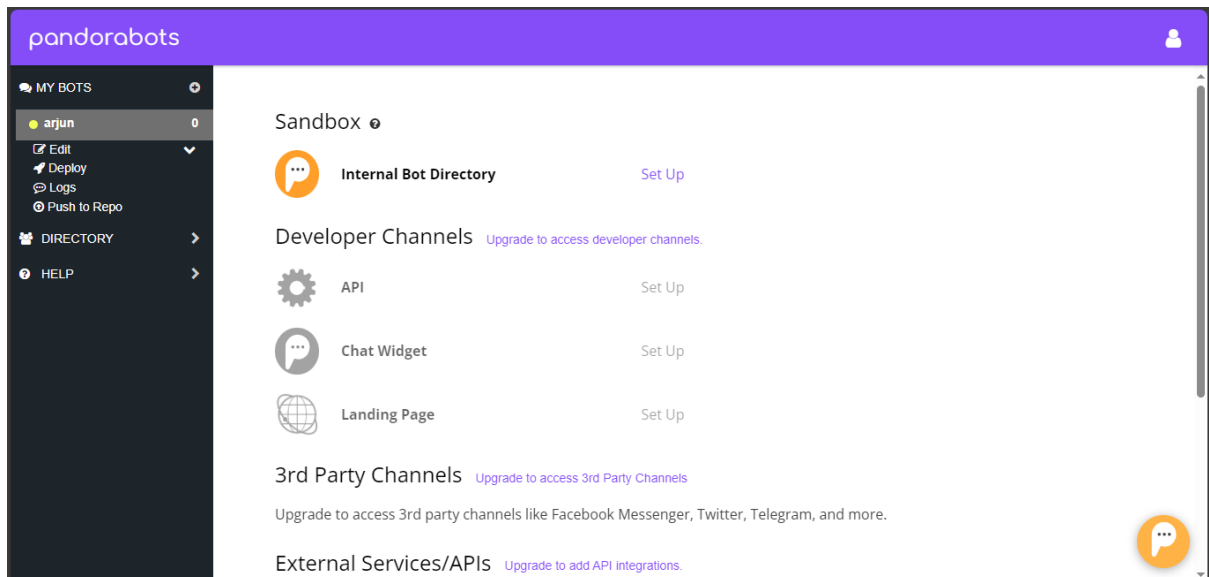 pandorabots
MY BOTS
arjun 0
Edit
Deploy
Logs
Push to Repo
DIRECTORY
HELP
Sandbox
Internal Bot Directory Set Up
Developer Channels Upgrade to access developer channels.
API Set Up
Chat Widget Set Up
Landing Page Set Up
3rd Party Channels Upgrade to access 3rd Party Channels
Upgrade to access 3rd party channels like Facebook Messenger, Twitter, Telegram, and more.
External Services/APIs Upgrade to add API integrations.